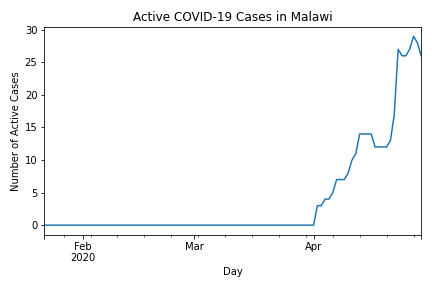 Active COVID-19 Cases in Malawi
30
25
20
15
10
5
0
Number of Active Cases
Feb
2020
Mar
Apr
Day